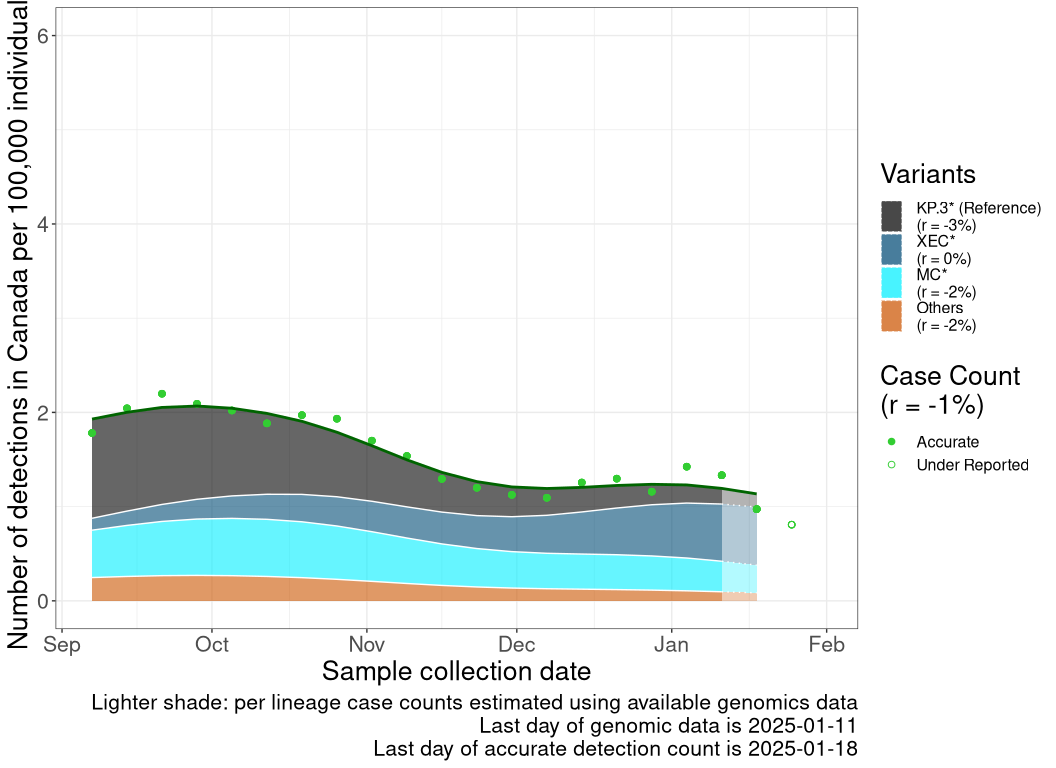 Number of detections in Canada per 100,000 individual
6
4
2
0
Sep Oct Nov Dec Jan Feb
Sample collection date
Variants
KP.3* (Reference)
(r = -3%)
XEC*
(r = 0%)
MC*
(r = -2%)
Others
(r = -2%)
Case Count
(r = -1%)
Accurate
Under Reported
Lighter shade: per lineage case counts estimated using available genomics data
Last day of genomic data is 2025-01-11
Last day of accurate detection count is 2025-01-18